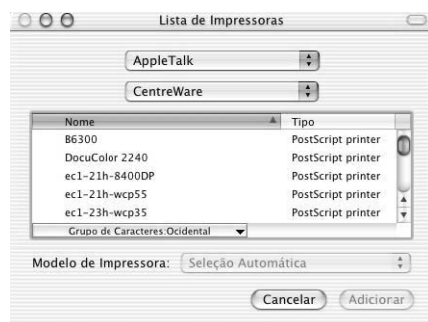 Lista de Impressoras
AppleTalk
CentreWare
Nome Tipo
B6300 PostScript printer
DocuColor 2240 PostScript printer
ec1-21h-8400DP PostScript printer
ec1-21h-wcp55 PostScript printer
ec1-23h-wcp35 PostScript printer
Grupo de Caracteres:Ocidental
Modelo de Impressora: Seleção Automática
Cancelar Adicionar